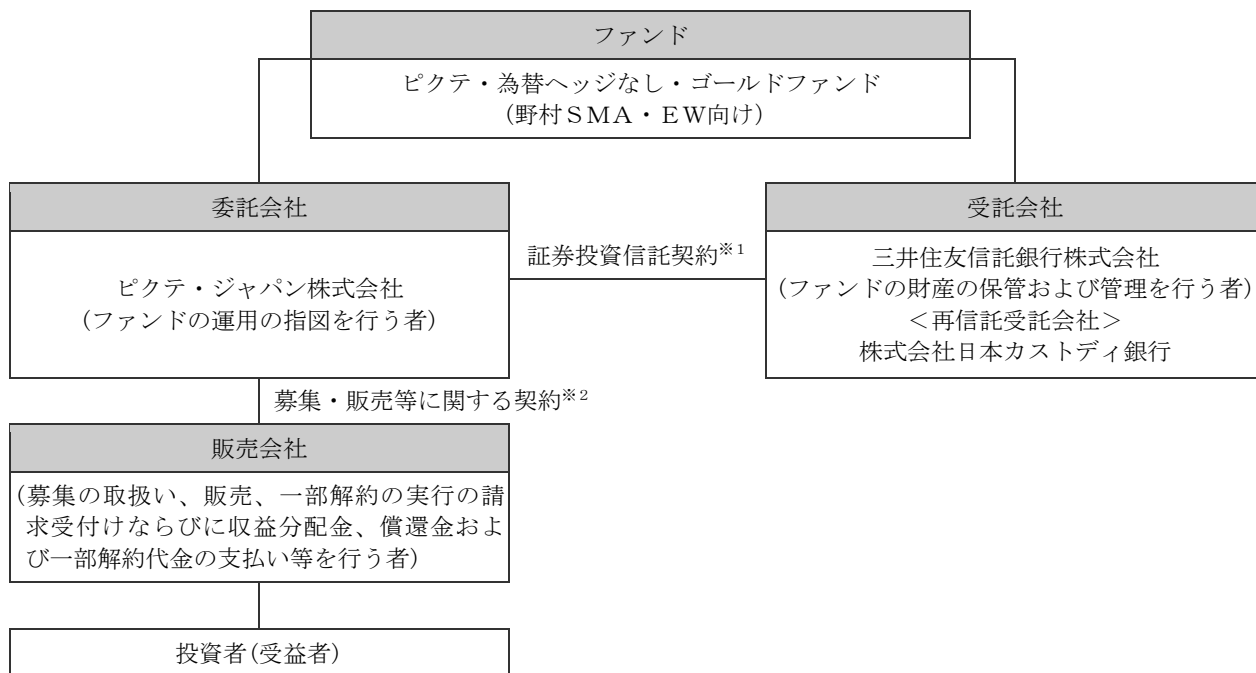 ファンド
ピクテ・為替ヘッジなし・ゴールドファンド
(野村ＳＭＡ・ＥＷ向け)
委託会社
ピクテ・ジャパン株式会社
(ファンドの運用の指図を行う者)
証券投資信託契約※1
受託会社
三井住友信託銀行株式会社
(ファンドの財産の保管および管理を行う者)
＜再信託受託会社＞
株式会社日本カストディ銀行
募集・販売等に関する契約※2
販売会社
(募集の取扱い、販売、一部解約の実行の請
求受付けならびに収益分配金、償還金およ
び一部解約代金の支払い等を行う者)
投資者(受益者)